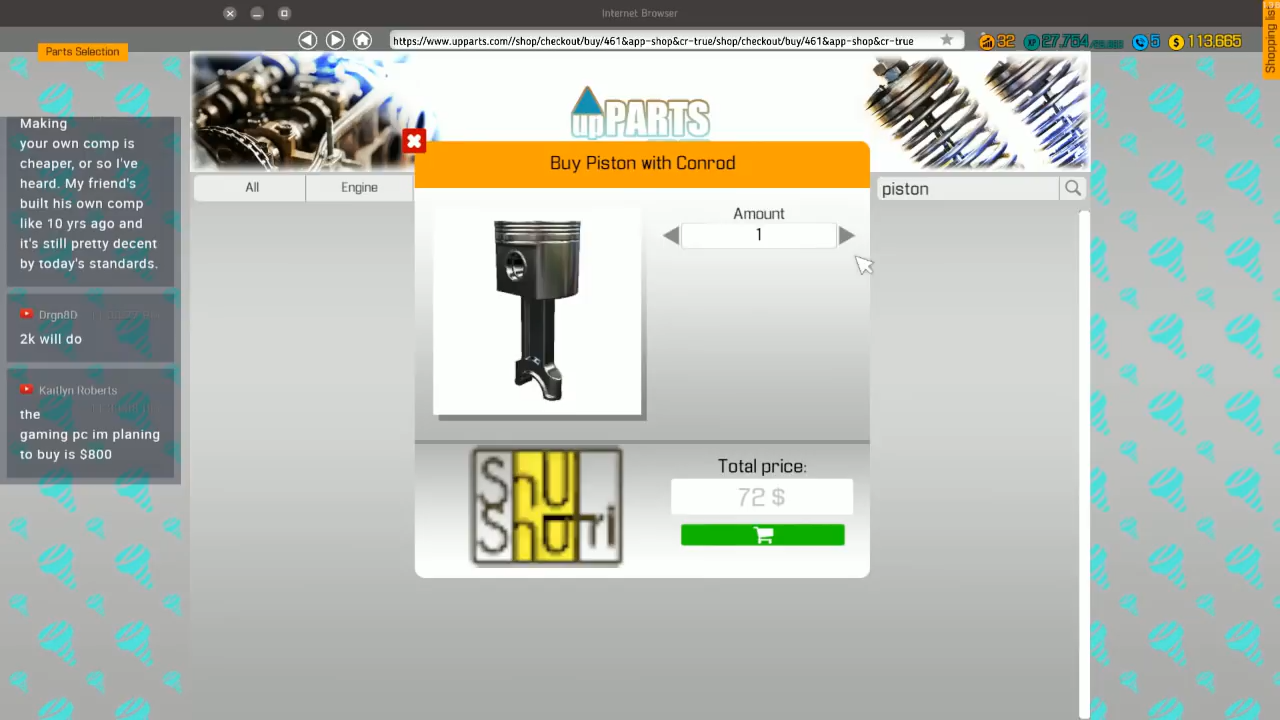 Internet Browser
https://www.upparts.com//shop/checkout/buy/461&app-shop&cr-true/shop/checkout/buy/461&app-shop&cr-true
32
27.754
5
$ 113.665
Shopping list
Parts Selection
upPARTS
Making
your own comp is
cheaper, or so I've
heard. My friend's
built his own comp
like 10 yrs ago and
it's still pretty decent
by today's standards.
Drgn8D
2k will do
Kaitlyn Roberts
the
gaming pc im planing
to buy is $800
All
Engine
piston
Buy Piston with Conrod
Amount
1
Total price:
72 $